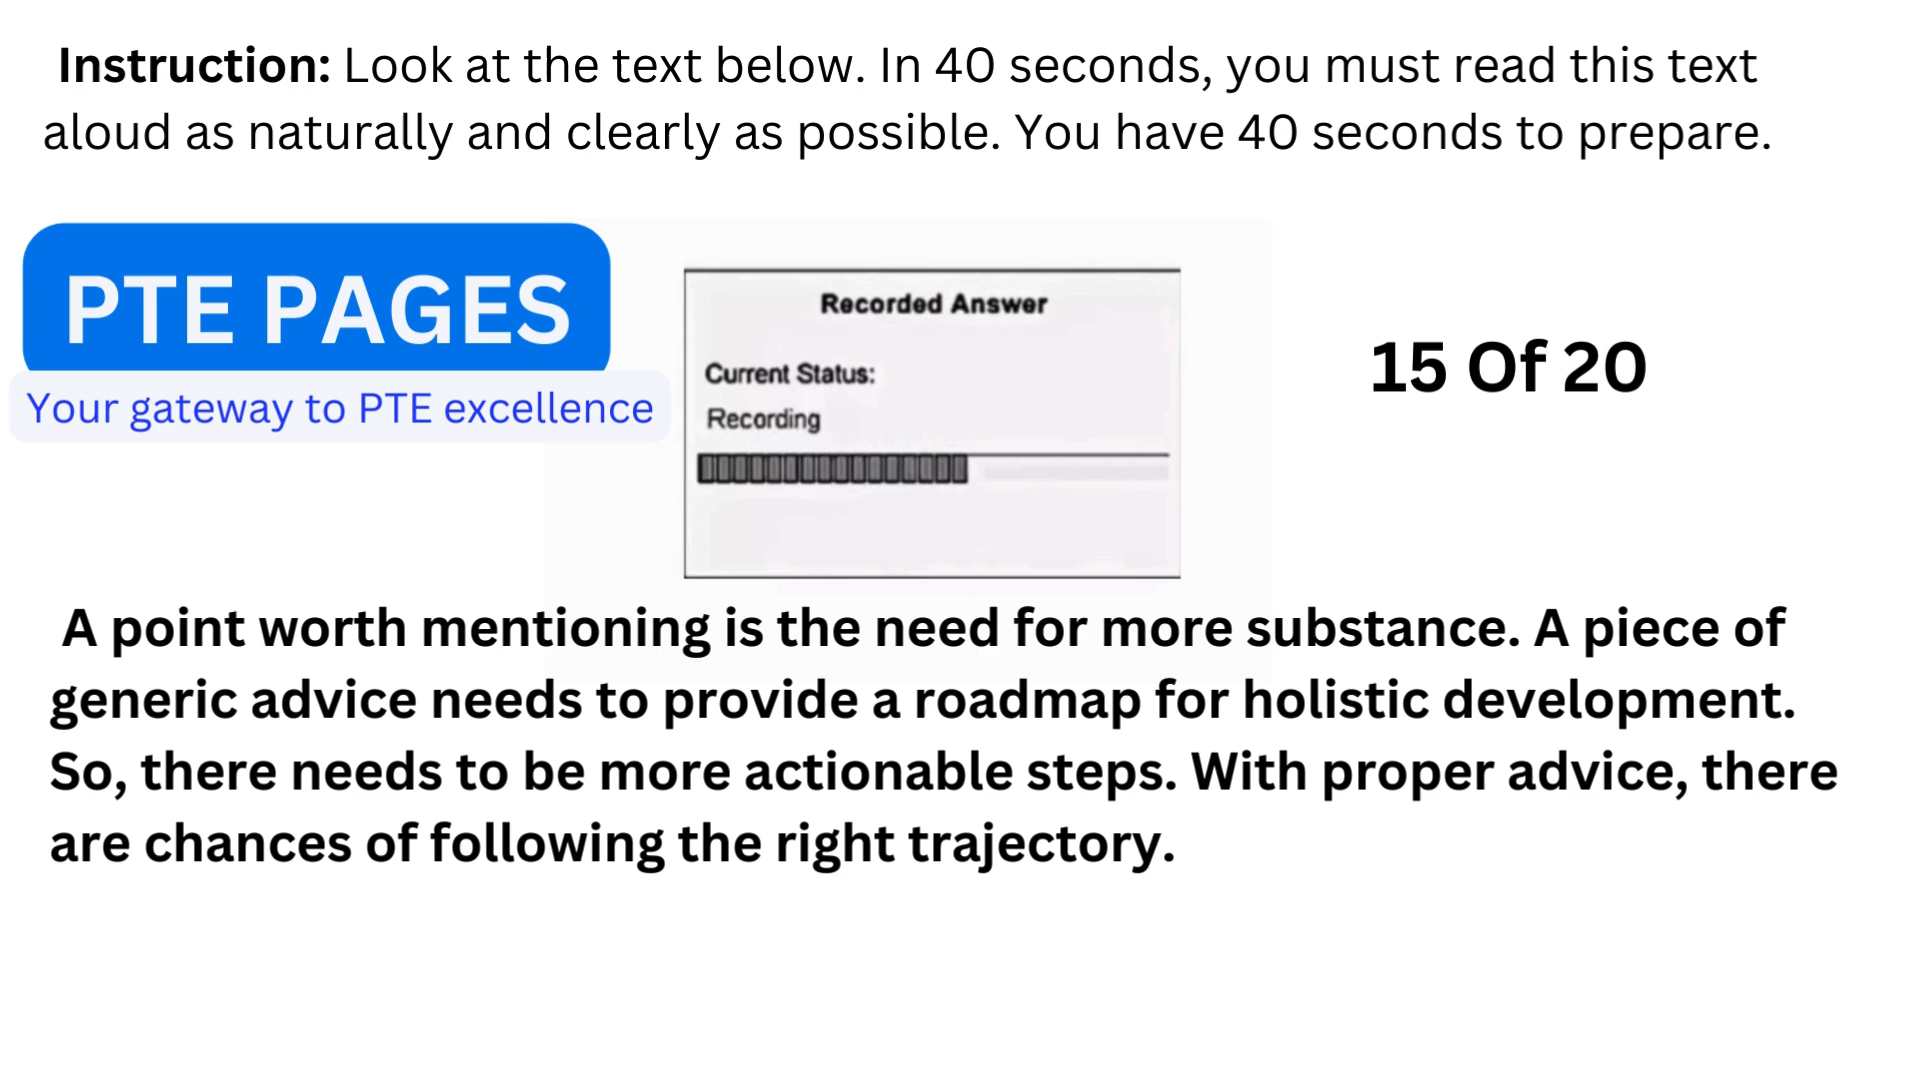 Instruction: Look at the text below. In 40 seconds, you must read this text
aloud as naturally and clearly as possible. You have 40 seconds to prepare.
PTE PAGES
Your gateway to PTE excellence
Recorded Answer
Current Status:
Recording
15 Of 20
A point worth mentioning is the need for more substance. A piece of
generic advice needs to provide a roadmap for holistic development.
So, there needs to be more actionable steps. With proper advice, there
are chances of following the right trajectory.